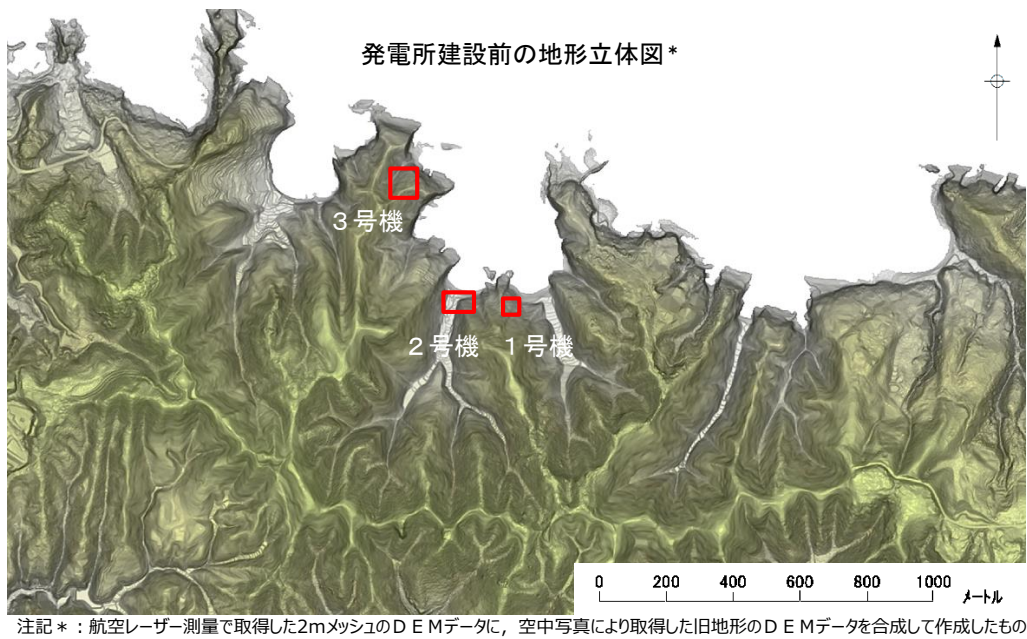 発電所建設前の地形立体図*
3号機
2号機 1号機
0 200 400 600 800 1000
メートル
注記*:航空レーザー測量で取得した2mメッシュのDEMデータに,空中写真により取得した旧地形のDEMデータを合成して作成したもの